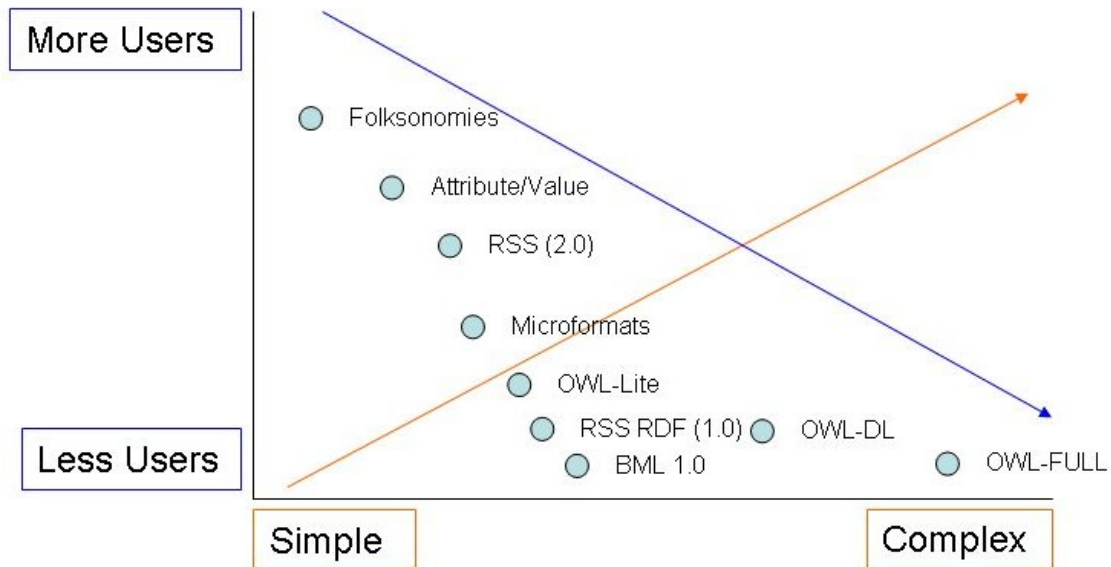 More Users
Folksonomies
Attribute/Value
RSS (2.0)
Microformats
OWL-Lite
RSS RDF (1.0)
OWL-DL
Less Users
BML 1.0
OWL-FULL
Simple
Complex